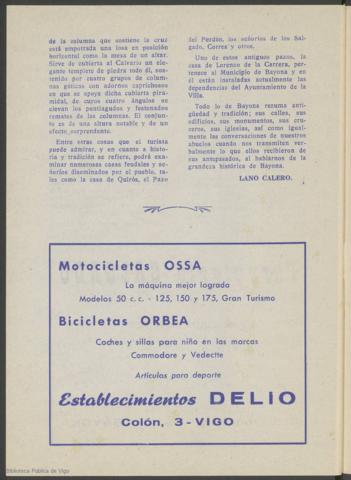 de la columna que sostiene la cruz
está empotrada una losa en posición
horizontal como la mesa de un altar.
Sirve de cubierta al Calvario un ele-
gante templete de piedra todo él, sos-
tenido por cuatro grupos de colum-
nas góticas con adornos caprichosos
en que se apoya dicha cubierta pira-
midal, de cuyos cuatro ángulos se
elevan los puntiagudos y festonados
remates de las columnas. El conjun-
to es de una altura notable y de un
efecto sorprendente.
Entre otras cosas que el turista
puede admirar, y en cuanto a histo-
ria y tradición se refiere, podrá exa-
minar numerosas casas feudales y se-
ñoriles diseminados por el pueblo, ta-
les como la casa de Quirós, el Pazo
del Perdón, los señoríos de los Sal-
gado, Correa y otros.
Uno de estos antiguos pazos, la
casa de Lorenzo de la Carrera, per-
tenece al Municipio de Bayona y en
él están instaladas actualmente las
dependencias del Ayuntamiento de la
Villa.
Todo lo de Bayona rezuma anti-
güedad y tradición; sus calles, sus
edificios, sus monumentos, sus cru-
ceros, sus iglesias, así como igual-
mente las conversaciones de nuestros
abuelos cuando nos transmiten ver-
balmente lo que ellos recibieron de
sus antepasados, al hablarnos de la
grandeza histórica de Bayona.
LANO CALERO.
Motocicletas OSSA
La máquina mejor lograda
Modelos 50 c. c. - 125, 150 y 175, Gran Turismo
Bicicletas ORBEA
Coches y sillas para niño en las marcas
Commodore y Vedectte
Artículos para deporte
Establecimientos DELIO
Colón, 3 - VIGO
Biblioteca Pública de Vigo